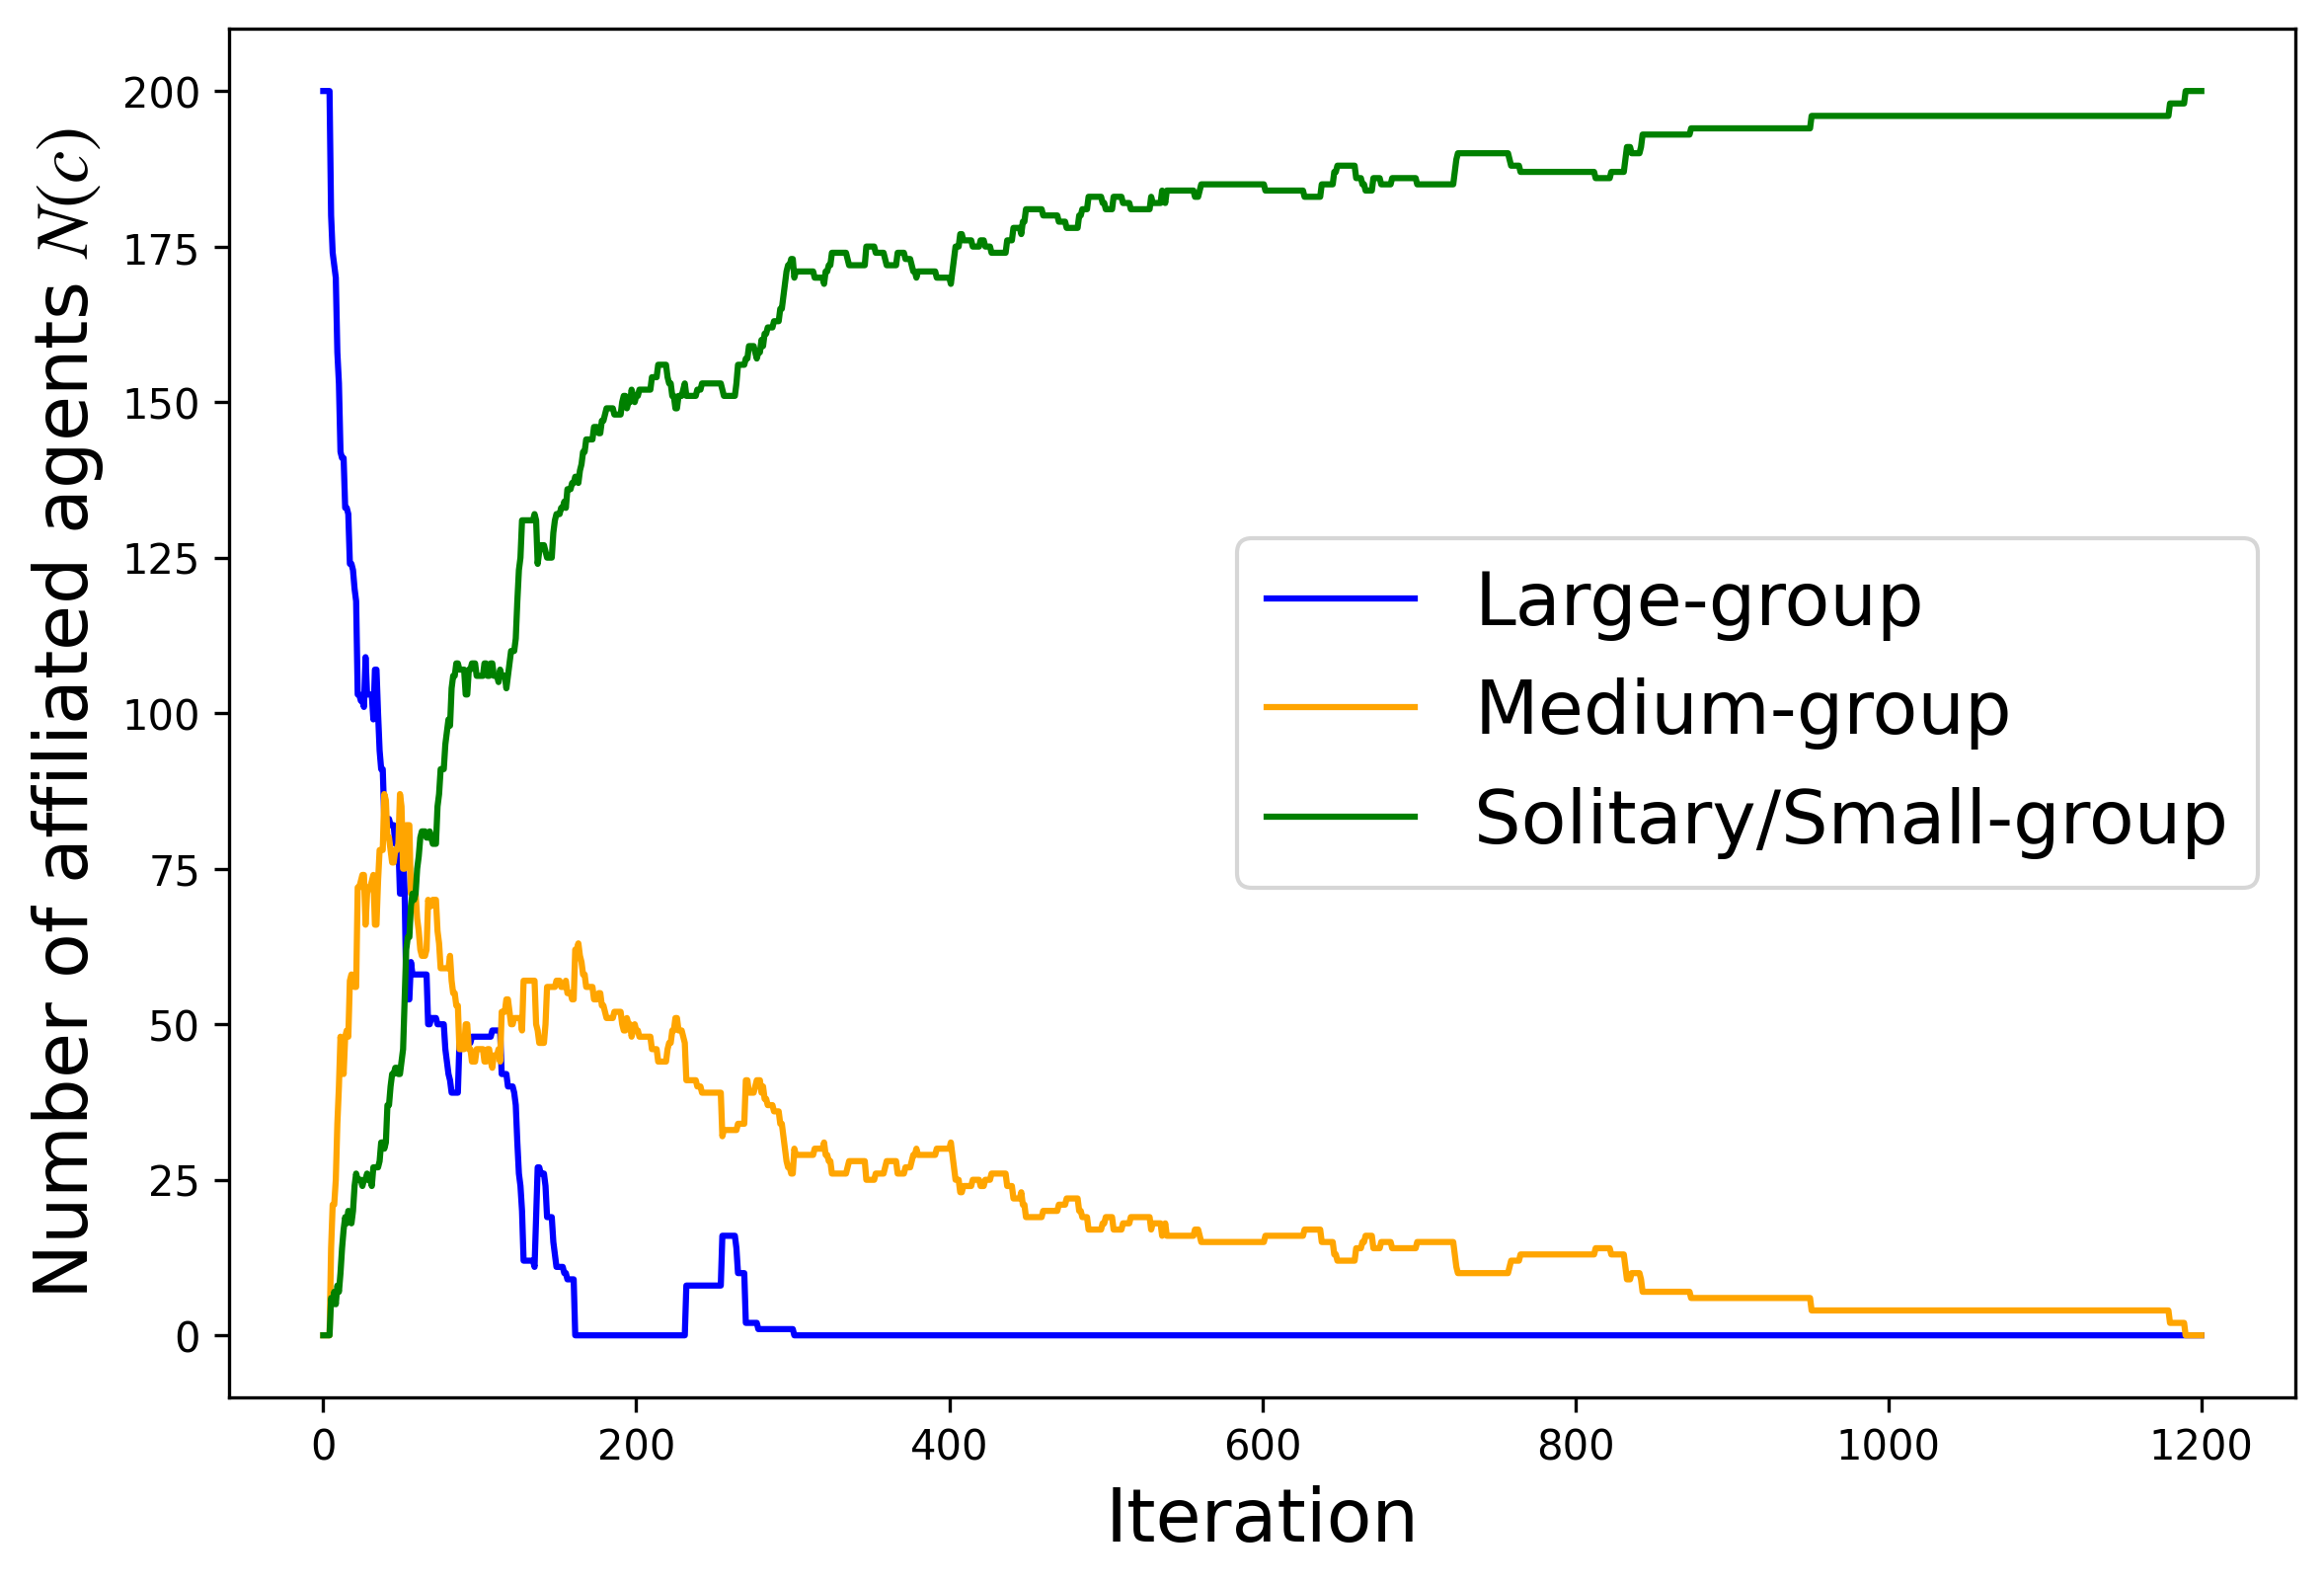 Number of affiliated agents N(c)
200
175
150
125
100
75
50
25
0
Large-group
Medium-group
Solitary/Small-group
0 200 400 600 800 1000 1200
Iteration